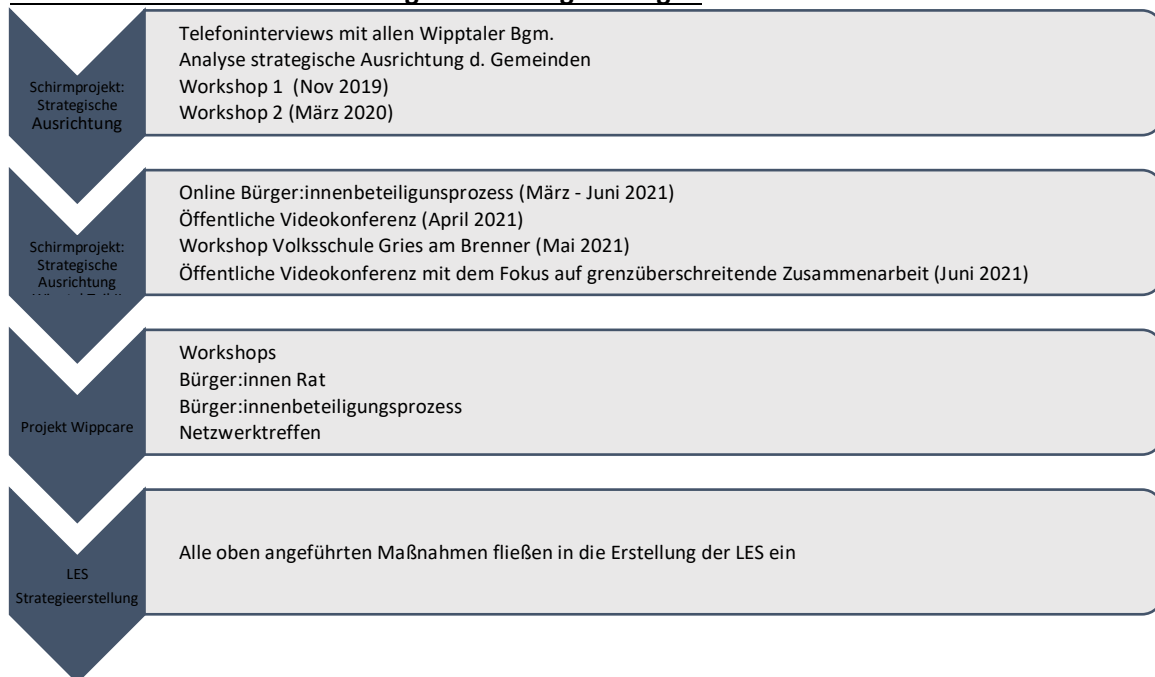 Schirmprojekt:
Strategische
Ausrichtung
Telefoninterviews mit allen Wipptaler Bgm.
Analyse strategische Ausrichtung d. Gemeinden
Workshop 1 (Nov 2019)
Workshop 2 (März 2020)
Schirmprojekt:
Strategische
Ausrichtung
Online Bürger:innenbeteiligunsprozess (März - Juni 2021)
Öffentliche Videokonferenz (April 2021)
Workshop Volksschule Gries am Brenner (Mai 2021)
Öffentliche Videokonferenz mit dem Fokus auf grenzüberschreitende Zusammenarbeit (Juni 2021)
Projekt Wippcare
Workshops
Bürger:innen Rat
Bürger:innenbeteiligungsprozess
Netzwerktreffen
LES
Strategieerstellung
Alle oben angeführten Maßnahmen fließen in die Erstellung der LES ein